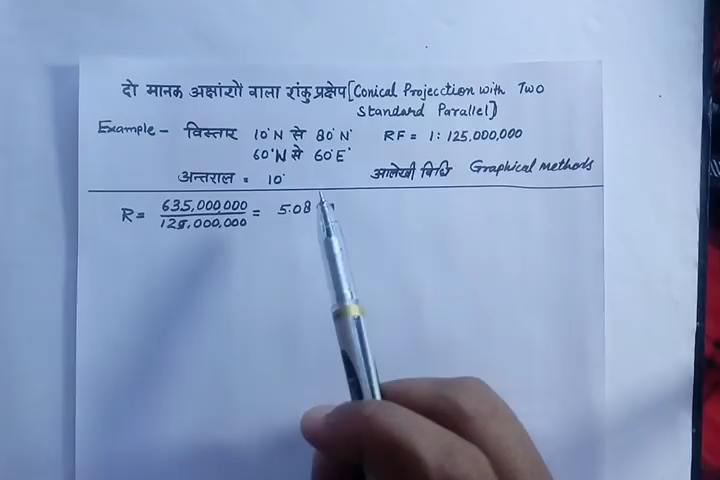 दो मानक अक्षांशों वाला शंकु प्रक्षेप [Conical Projecction with Two
Standard Parallel]
Example - विस्तार 10°N से 80°N RF = 1: 125,000,000
60°N से 60°E
अन्तराल = 10° आलेखी विधि Graphical methods
R = 635,000,000 / 125,000,000 = 5.08